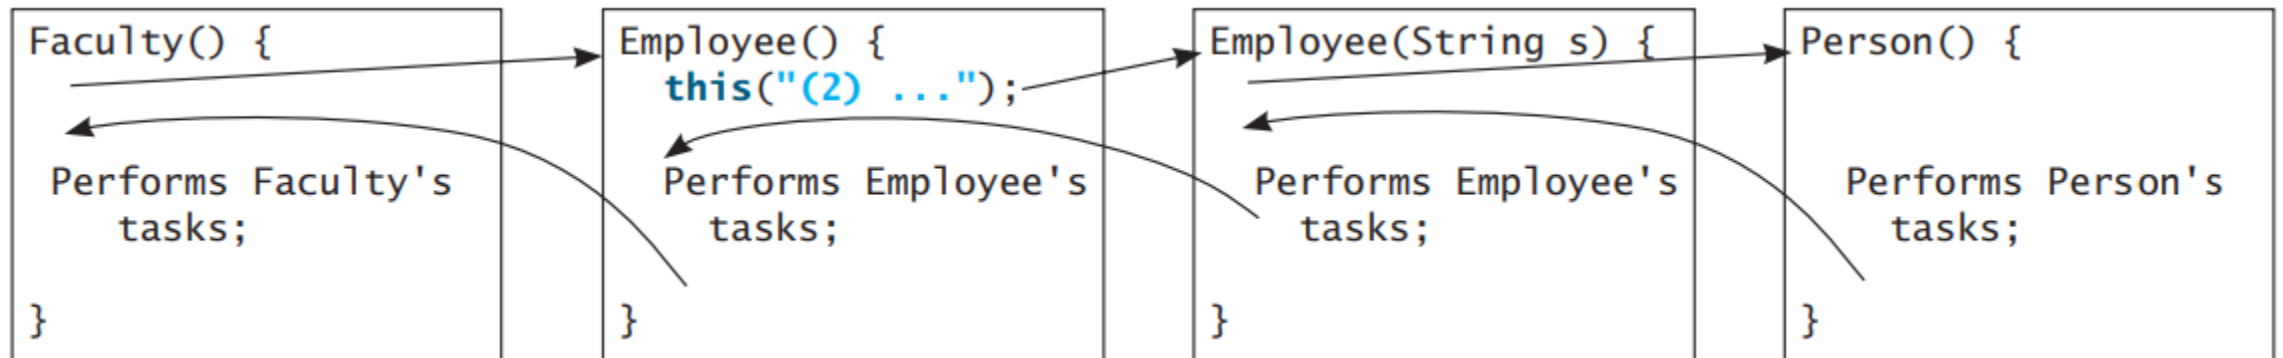 Faculty() {
Performs Faculty's
tasks;
}
Employee() {
this("(2) ...");
Performs Employee's
tasks;
}
Employee(String s) {
Performs Employee's
tasks;
}
Person() {
Performs Person's
tasks;
}